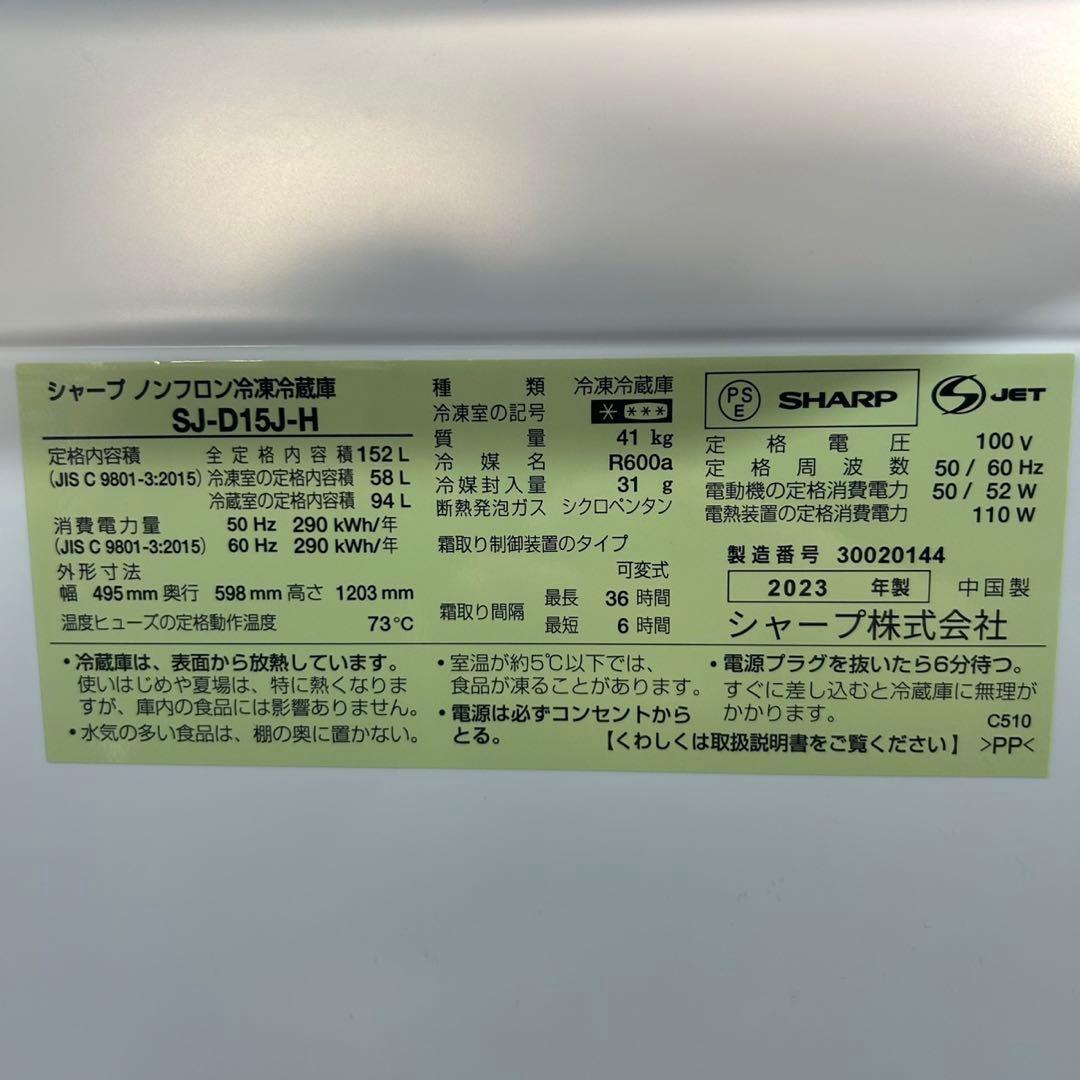 シャープ ノンフロン冷凍冷蔵庫
SJ-D15J-H
定格内容積 全定格内容積 152 L
(JIS C 9801-3:2015) 冷凍室の定格内容積 58 L
冷蔵室の定格内容積 94 L
消費電力量 50 Hz 290 kWh/年
(JIS C 9801-3:2015) 60 Hz 290 kWh/年
外形寸法
幅 495 mm 奥行 598 mm 高さ 1203 mm
温度ヒューズの定格動作温度 73℃
種類 冷凍冷蔵庫
冷凍室の記号 * ***
質量 41 kg
冷媒名 R600a
冷媒封入量 31 g
断熱発泡ガス シクロペンタン
霜取り制御装置のタイプ
可変式
霜取り間隔 最長 36 時間
最短 6 時間
PS
E
SHARP
S JET
定格電圧 100 V
定格周波数 50 / 60 Hz
電動機の定格消費電力 50 / 52 W
電熱装置の定格消費電力 110 W
製造番号 30020144
2023 年製 中国製
シャープ株式会社
・冷蔵庫は、表面から放熱しています。
使いはじめや夏場は、特に熱くなりま
すが、庫内の食品には影響ありません。
・水気の多い食品は、棚の奥に置かない。
・室温が約5℃以下では、
食品が凍ることがあります。
・電源は必ずコンセントから
とる。
・電源プラグを抜いたら6分待つ。
すぐに差し込むと冷蔵庫に無理が
かかります。
C510
【くわしくは取扱説明書をご覧ください】 >PP<